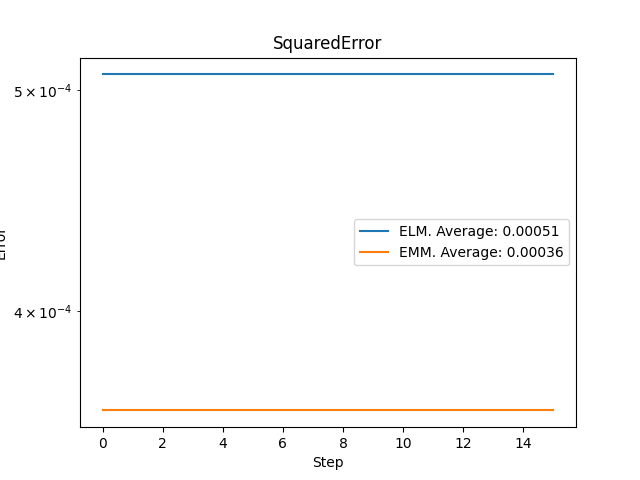 SquaredError
5 × 10⁻⁴
Error
ELM. Average: 0.00051
EMM. Average: 0.00036
4 × 10⁻⁴
0 2 4 6 8 10 12 14
Step